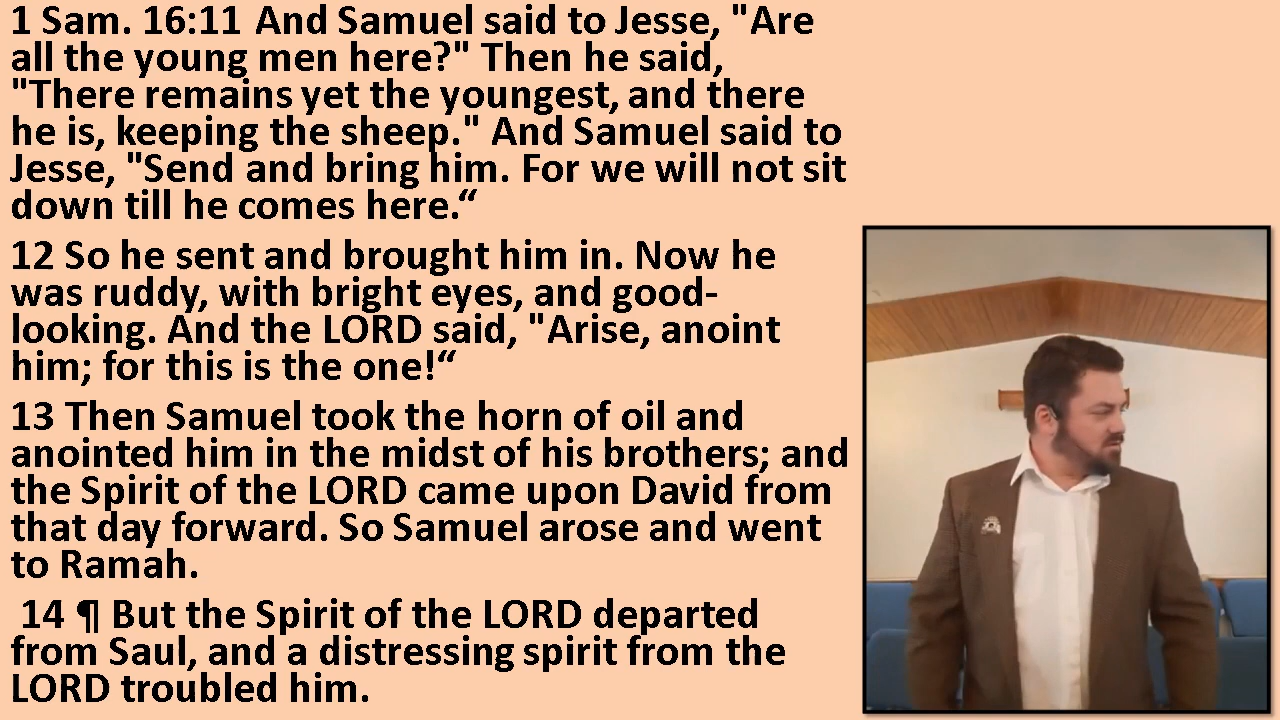 1 Sam. 16:11 And Samuel said to Jesse, "Are
all the young men here?" Then he said,
"There remains yet the youngest, and there
he is, keeping the sheep." And Samuel said to
Jesse, "Send and bring him. For we will not sit
down till he comes here.“
12 So he sent and brought him in. Now he
was ruddy, with bright eyes, and good-
looking. And the LORD said, "Arise, anoint
him; for this is the one!“
13 Then Samuel took the horn of oil and
anointed him in the midst of his brothers; and
the Spirit of the LORD came upon David from
that day forward. So Samuel arose and went
to Ramah.
14 ¶ But the Spirit of the LORD departed
from Saul, and a distressing spirit from the
LORD troubled him.